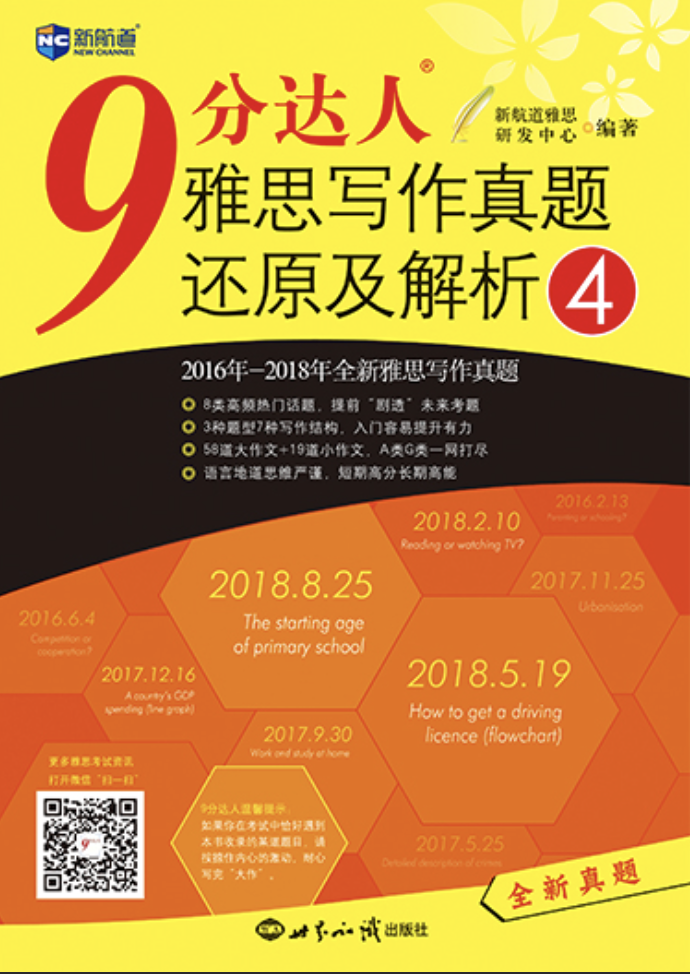 NC 新航道
NEW CHANNEL
9分达人®
新航道雅思
研发中心 编著
雅思写作真题
还原及解析4
2016年-2018年全新雅思写作真题
8类高频热门话题，提前“剧透”未来考题
3种题型7种写作结构，入门容易提升有力
58道大作文+19道小作文，A类G类一网打尽
语言地道思维严谨，短期高分长期高能
2016.2.13
Parenting or schooling?
2018.2.10
Reading or watching TV?
2018.8.25
The starting age
of primary school
2017.11.25
Urbanisation
2016.6.4
Competition or
cooperation?
2017.12.16
A country's GDP
spending (line graph)
2018.5.19
How to get a driving
licence (flowchart)
2017.9.30
Work and study at home
更多雅思考试资讯
打开微信“扫一扫”
9分达人温馨提示：
如果你在考试中恰好遇到
本书收录的某道题目，请
按捺住内心的激动，耐心
写完“大作”。
2017.5.25
Detailed description of crimes
全新真题
世界知识出版社